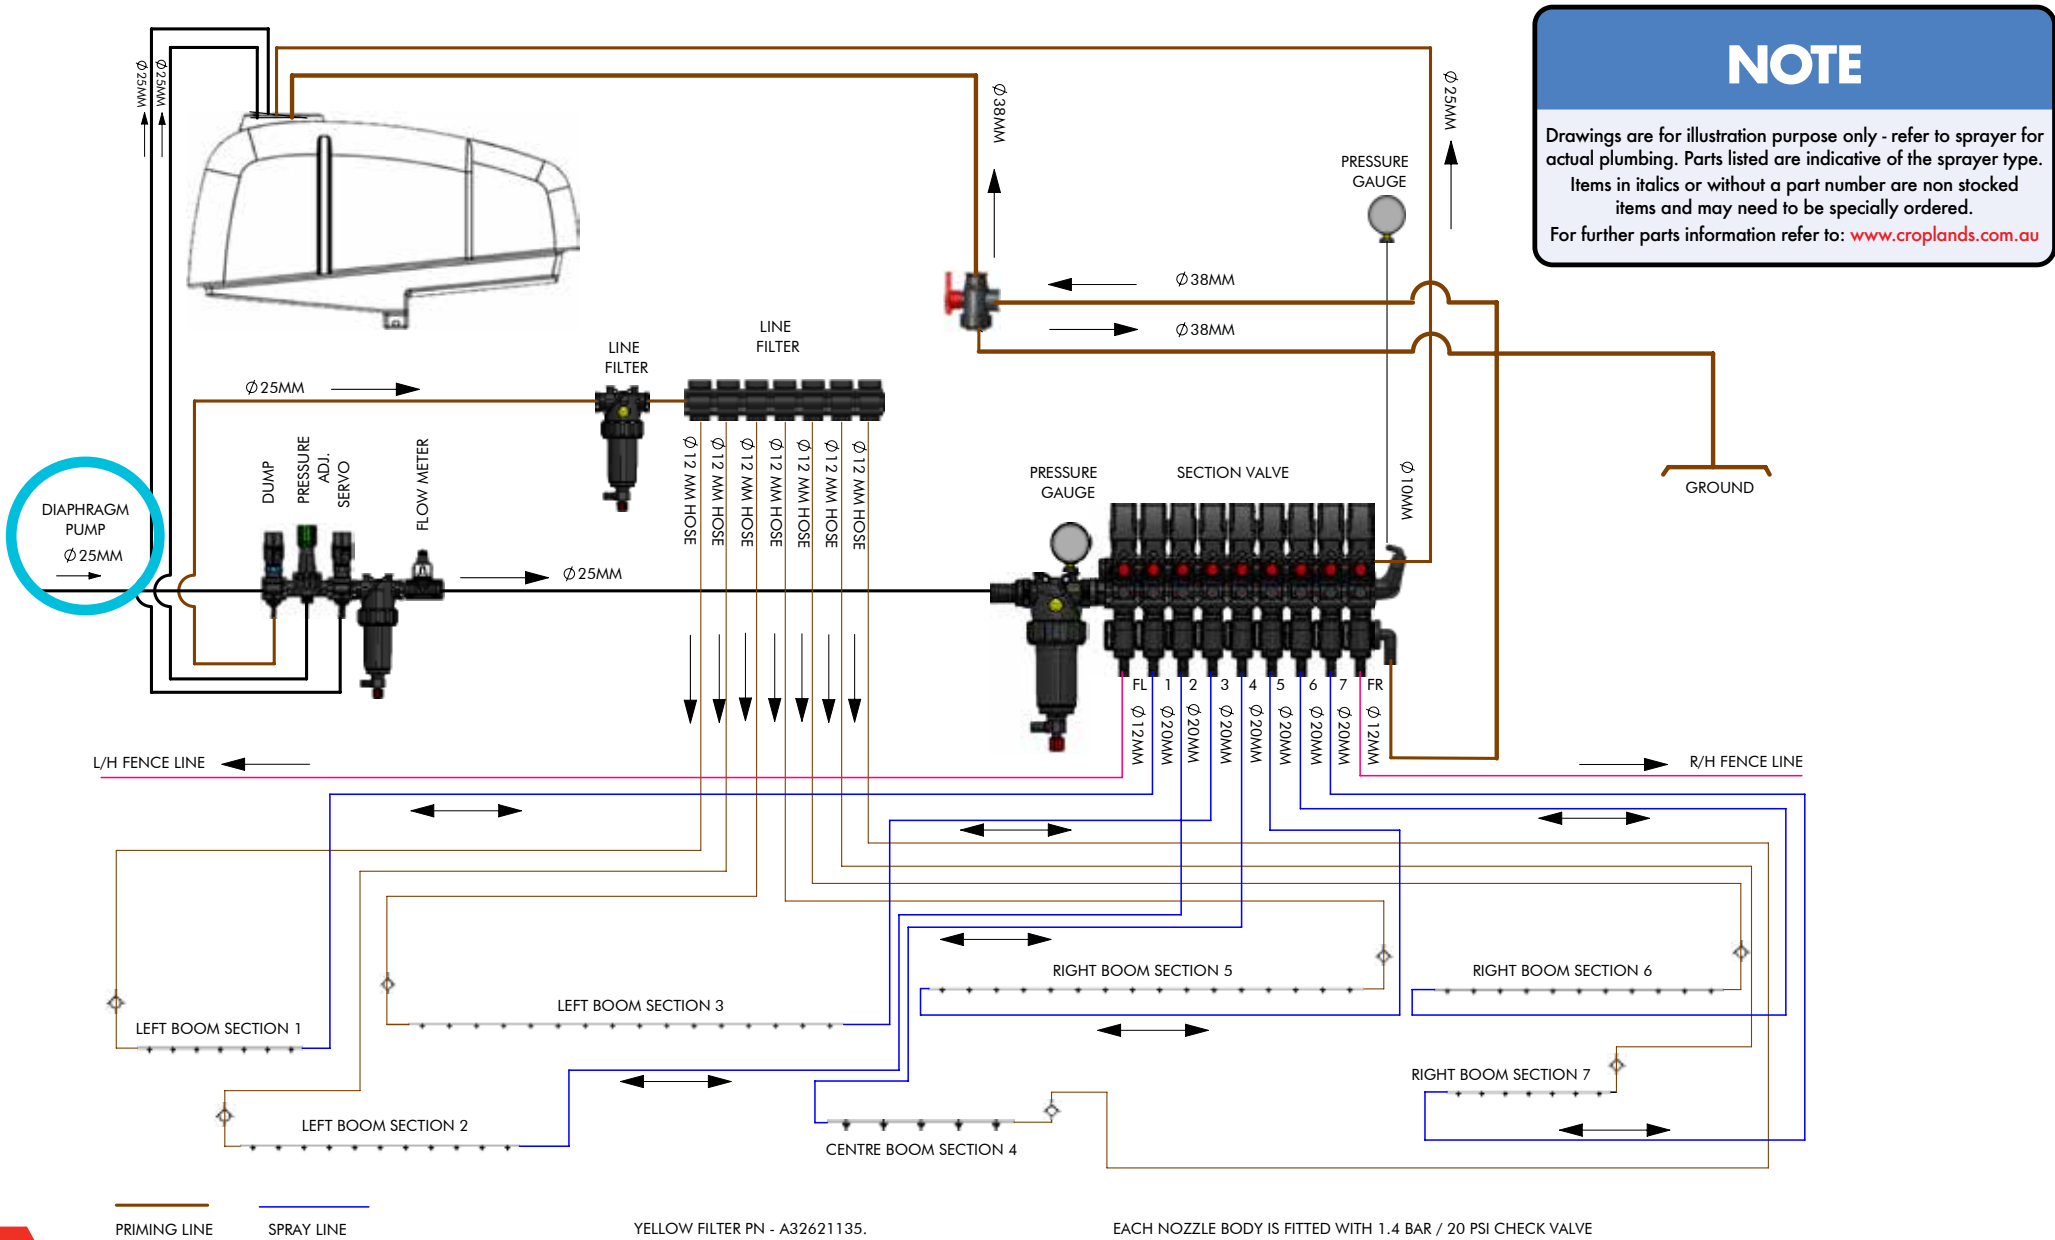 Ø25MM
Ø25MM
Ø38MM
Ø25MM
NOTE
Drawings are for illustration purpose only - refer to sprayer for
actual plumbing. Parts listed are indicative of the sprayer type.
Items in italics or without a part number are non stocked
items and may need to be specially ordered.
For further parts information refer to: www.croplands.com.au
PRESSURE
GAUGE
Ø38MM
Ø38MM
LINE
FILTER
LINE
FILTER
Ø25MM
DUMP
PRESSURE
ADJ.
SERVO
FLOW METER
Ø12 MM HOSE
Ø12 MM HOSE
Ø12 MM HOSE
Ø12 MM HOSE
Ø12 MM HOSE
Ø12 MM HOSE
Ø12 MM HOSE
PRESSURE
GAUGE
SECTION VALVE
Ø10MM
GROUND
DIAPHRAGM
PUMP
Ø25MM
Ø25MM
FL 1 2 3 4 5 6 7 FR
Ø12MM
Ø20MM
Ø20MM
Ø20MM
Ø20MM
Ø20MM
Ø20MM
Ø20MM
Ø12MM
L/H FENCE LINE
R/H FENCE LINE
RIGHT BOOM SECTION 5
RIGHT BOOM SECTION 6
LEFT BOOM SECTION 3
LEFT BOOM SECTION 1
RIGHT BOOM SECTION 7
LEFT BOOM SECTION 2
CENTRE BOOM SECTION 4
PRIMING LINE
SPRAY LINE
YELLOW FILTER PN - A32621135.
EACH NOZZLE BODY IS FITTED WITH 1.4 BAR / 20 PSI CHECK VALVE